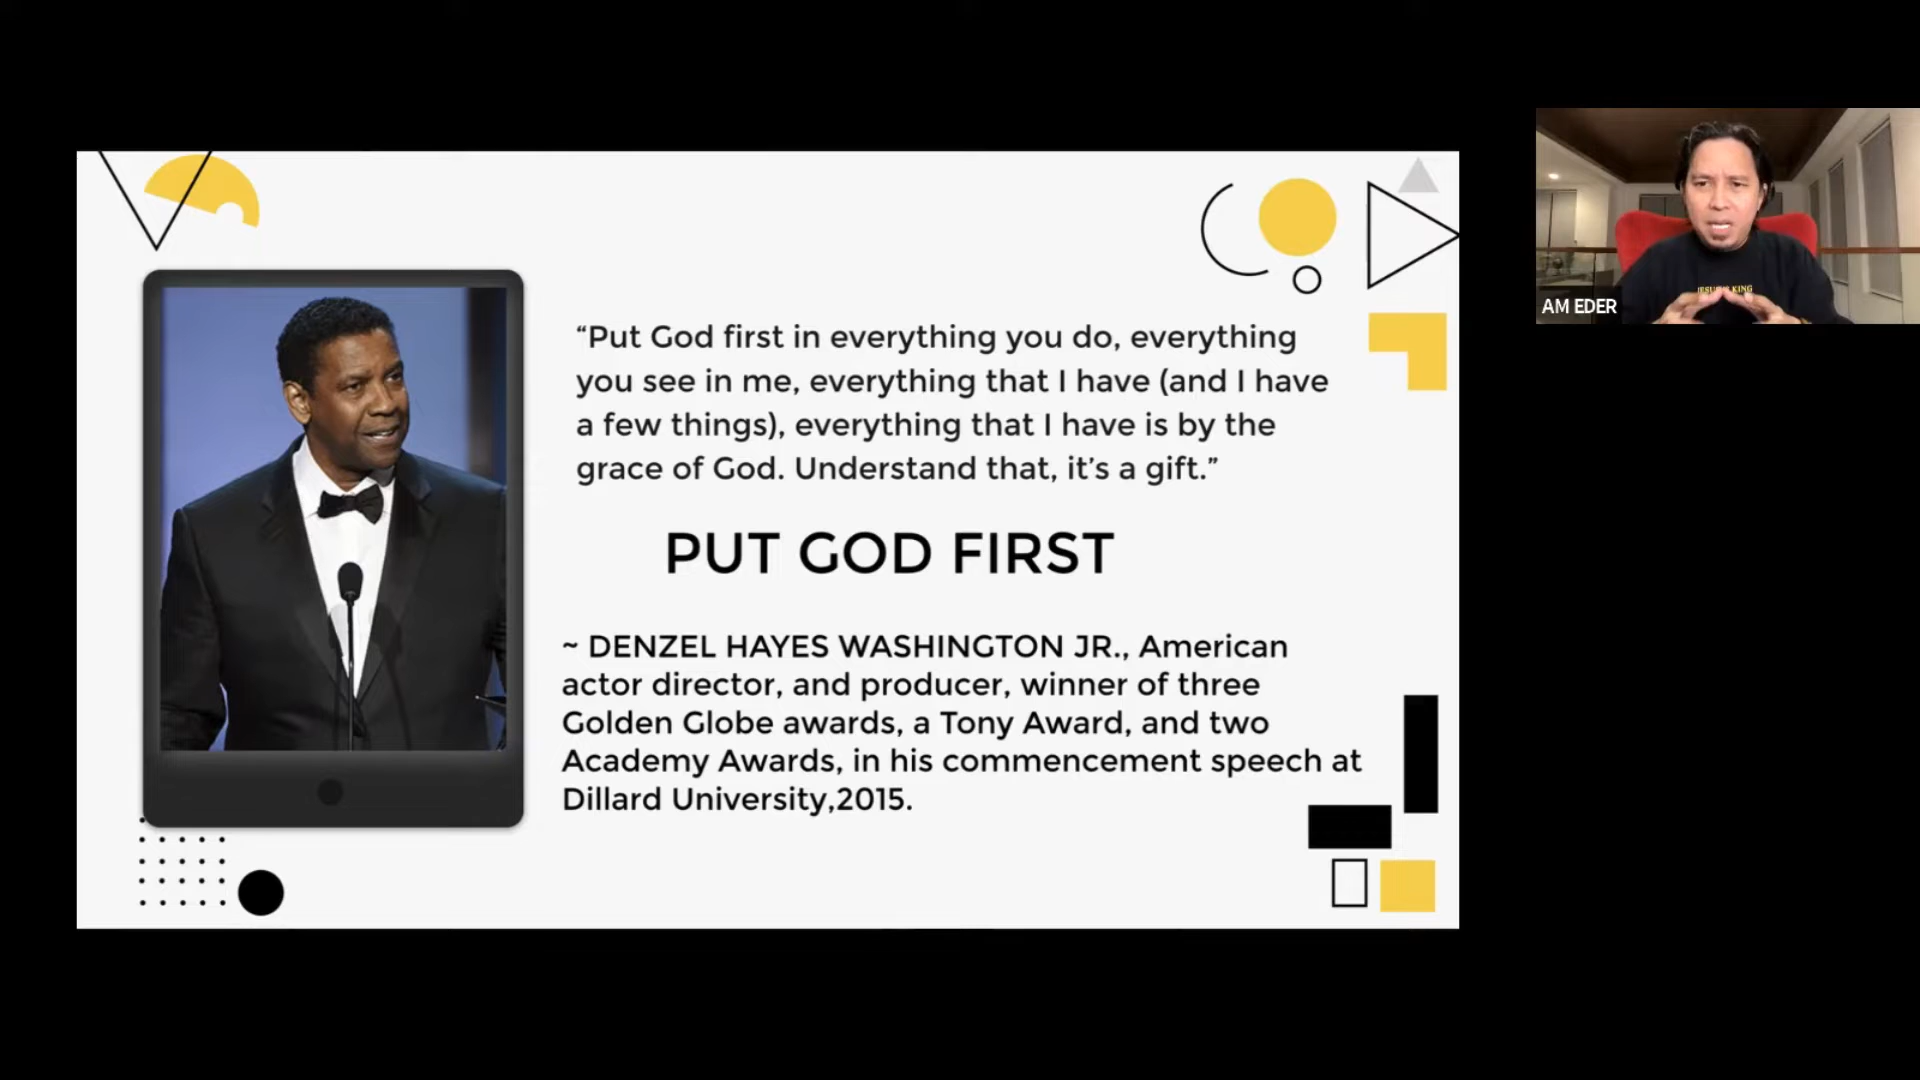 “Put God first in everything you do, everything
you see in me, everything that I have (and I have
a few things), everything that I have is by the
grace of God. Understand that, it’s a gift.”
PUT GOD FIRST
~ DENZEL HAYES WASHINGTON JR., American
actor director, and producer, winner of three
Golden Globe awards, a Tony Award, and two
Academy Awards, in his commencement speech at
Dillard University,2015.
JESUS IS KING
AM EDER